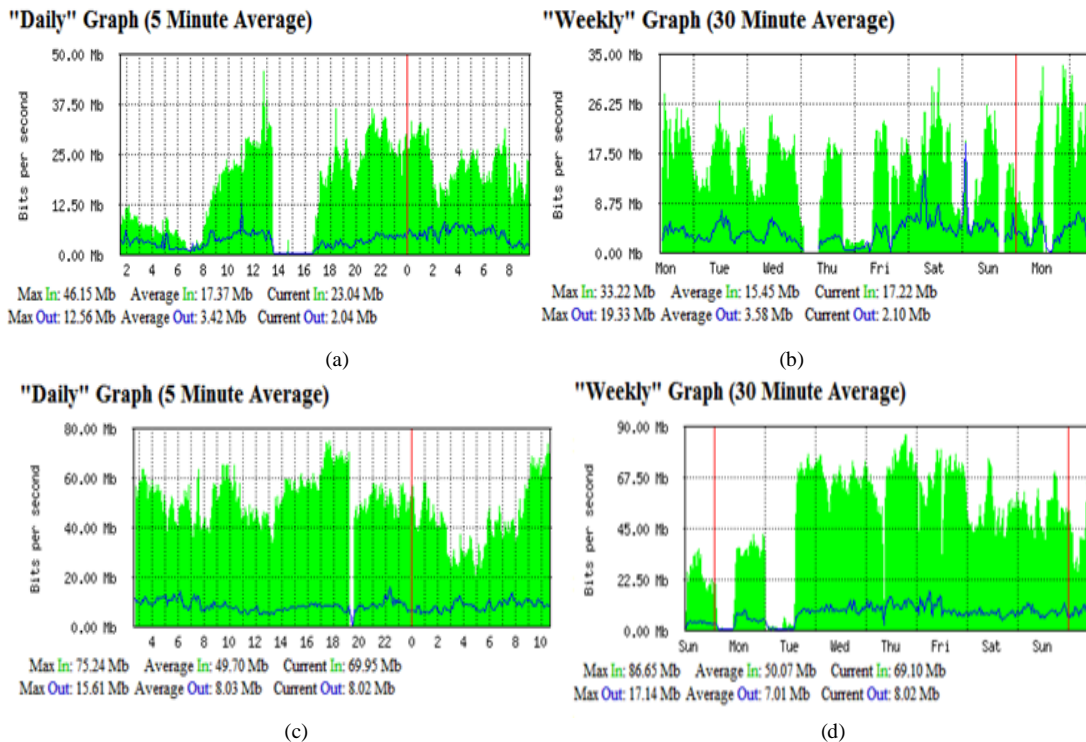 "Daily" Graph (5 Minute Average)
50.00 Mb
37.50 Mb
25.00 Mb
12.50 Mb
0.00 Mb
Bits per second
2 4 6 8 10 12 14 16 18 20 22 0 2 4 6 8
Max In: 46.15 Mb Average In: 17.37 Mb Current In: 23.04 Mb
Max Out: 12.56 Mb Average Out: 3.42 Mb Current Out: 2.04 Mb
(a)
"Weekly" Graph (30 Minute Average)
35.00 Mb
26.25 Mb
17.50 Mb
8.75 Mb
0.00 Mb
Bits per second
Mon Tue Wed Thu Fri Sat Sun Mon
Max In: 33.22 Mb Average In: 15.45 Mb Current In: 17.22 Mb
Max Out: 19.33 Mb Average Out: 3.58 Mb Current Out: 2.10 Mb
(b)
"Daily" Graph (5 Minute Average)
80.00 Mb
60.00 Mb
40.00 Mb
20.00 Mb
0.00 Mb
Bits per second
4 6 8 10 12 14 16 18 20 22 0 2 4 6 8 10
Max In: 75.24 Mb Average In: 49.70 Mb Current In: 69.95 Mb
Max Out: 15.61 Mb Average Out: 8.03 Mb Current Out: 8.02 Mb
(c)
"Weekly" Graph (30 Minute Average)
90.00 Mb
67.50 Mb
45.00 Mb
22.50 Mb
0.00 Mb
Bits per second
Sun Mon Tue Wed Thu Fri Sat Sun
Max In: 86.65 Mb Average In: 50.07 Mb Current In: 69.10 Mb
Max Out: 17.14 Mb Average Out: 7.01 Mb Current Out: 8.02 Mb
(d)